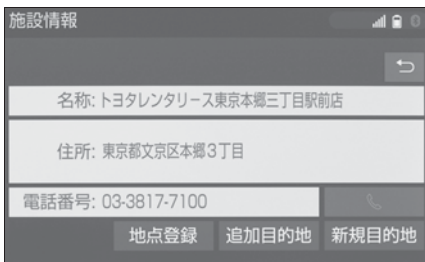 施設情報
名称: トヨタレンタリース東京本郷三丁目駅前店
住所: 東京都文京区本郷3丁目
電話番号: 03-3817-7100
地点登録 追加目的地 新規目的地